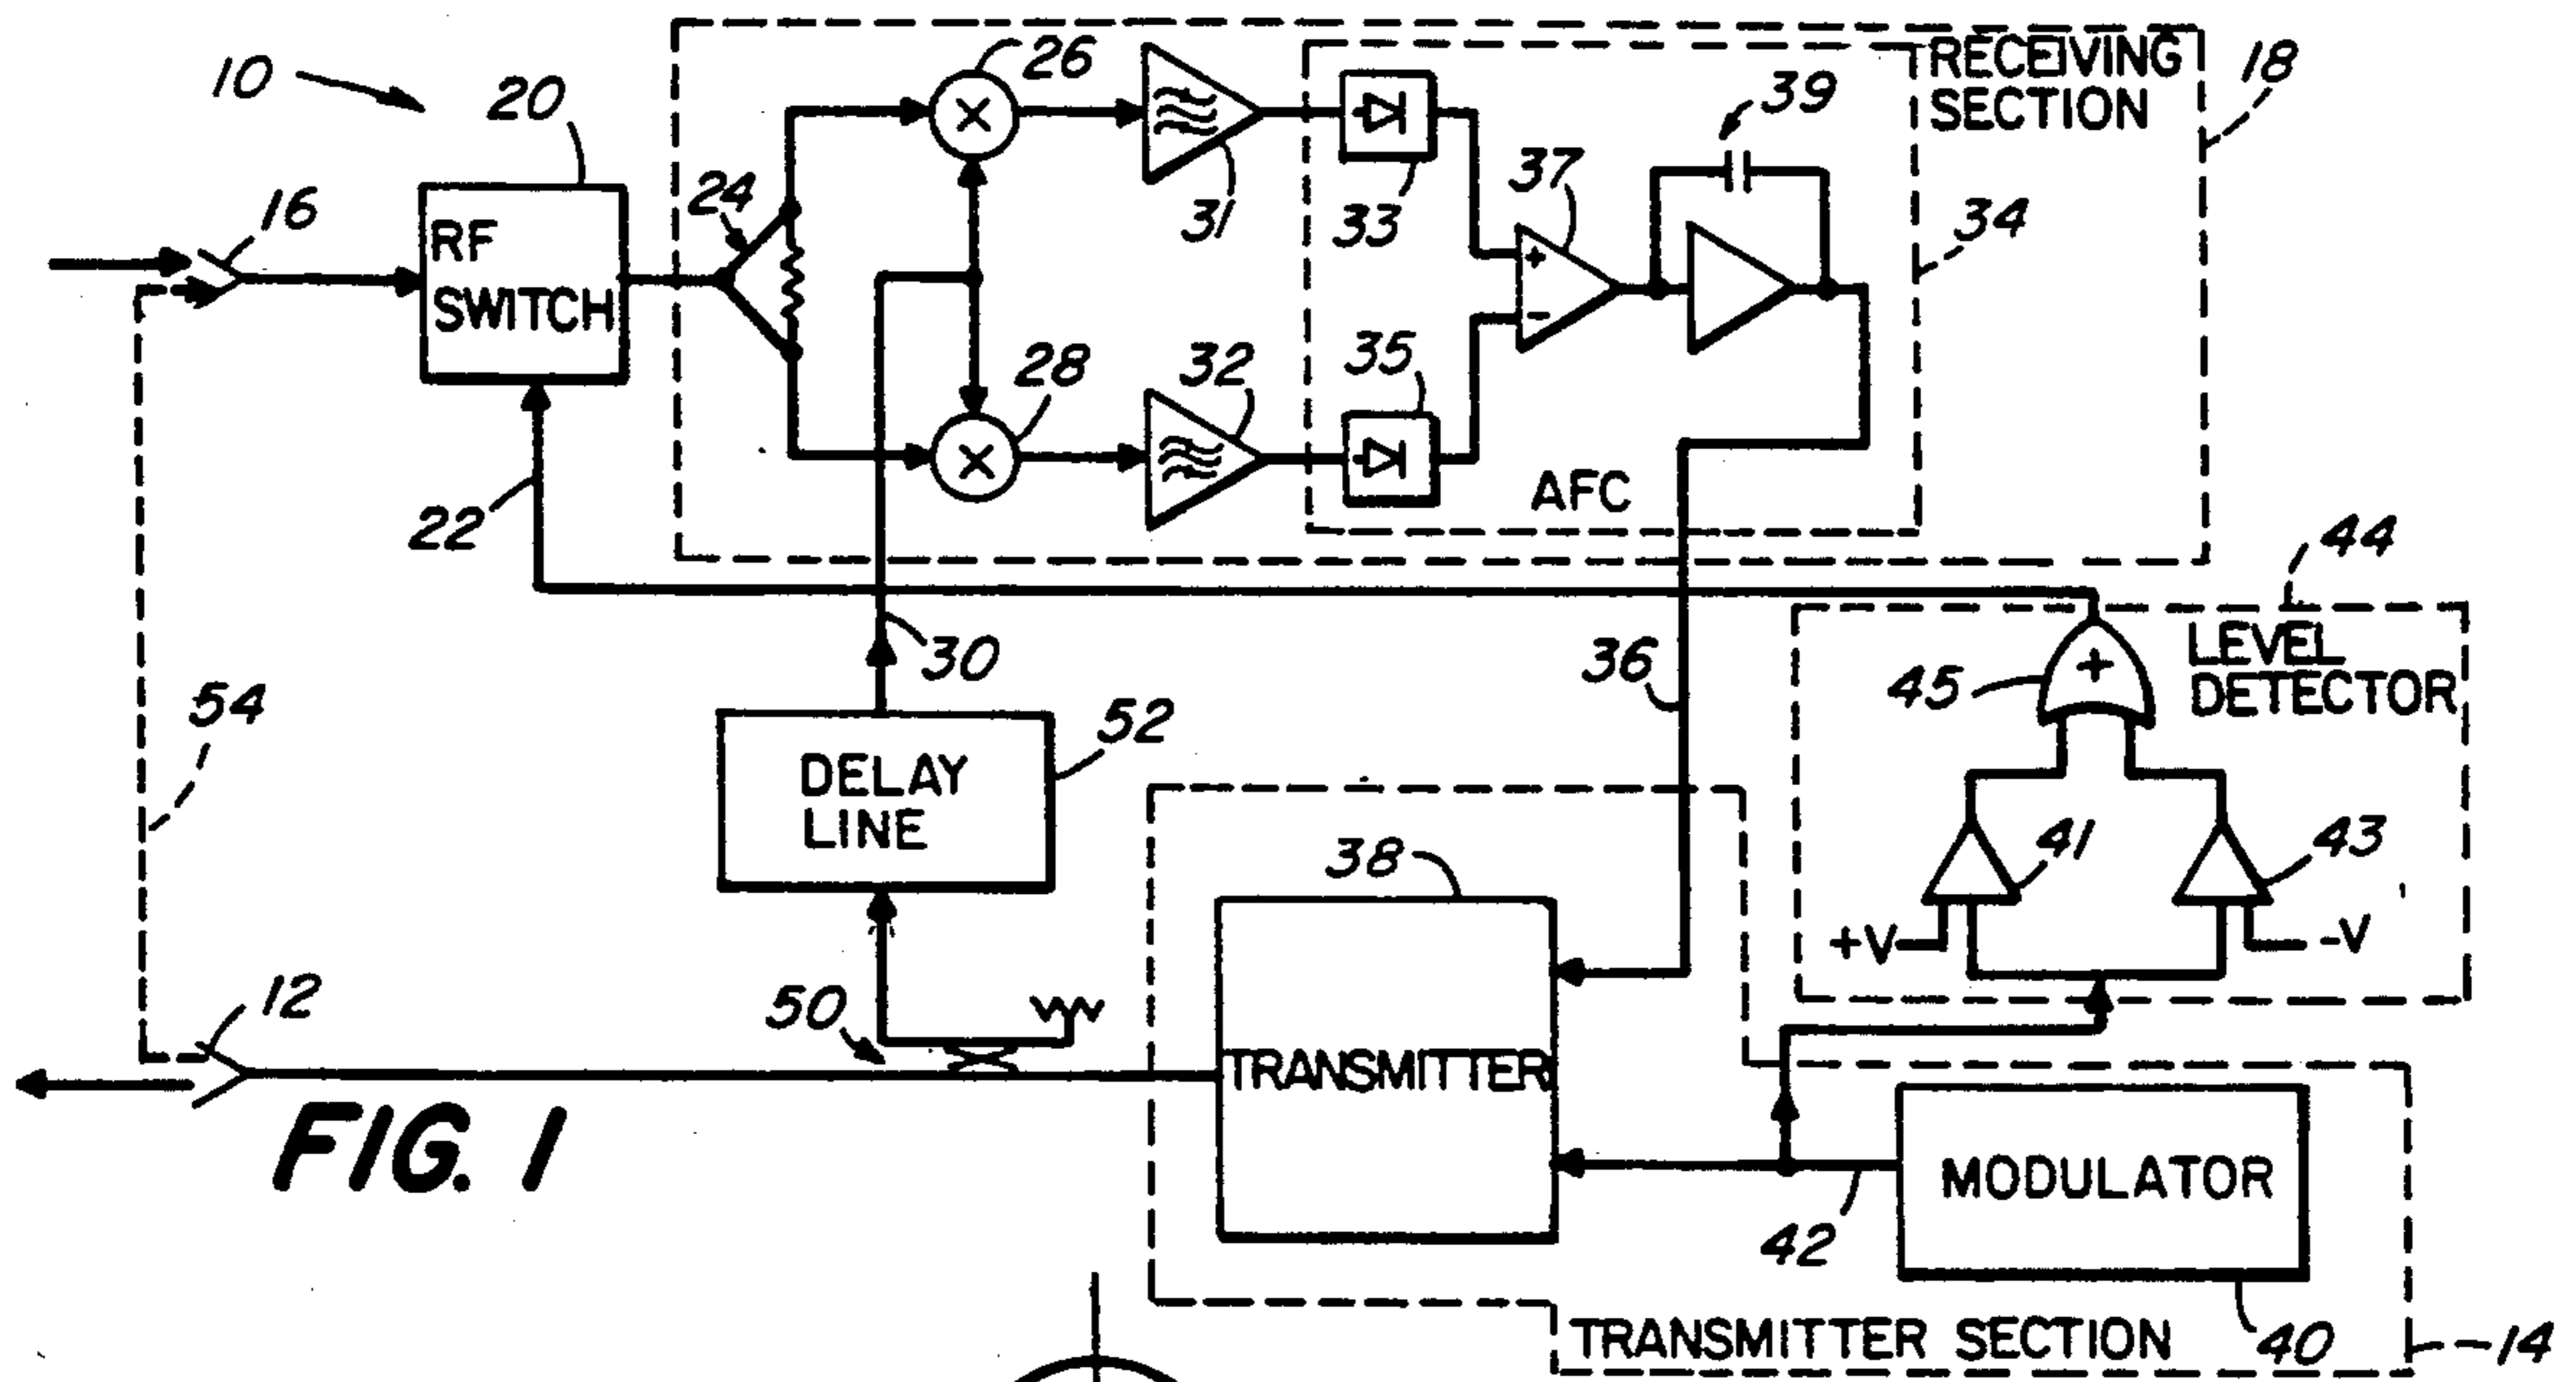 10
20
26
RECEIVING
SECTION
18
39
16
RF
SWITCH
24
31
33
37
34
+
-
22
28
32
35
AFC
44
30
36
45
+
LEVEL
DETECTOR
54
52
DELAY
LINE
38
41
43
+V
-V
12
50
TRANSMITTER
MODULATOR
42
FIG. 1
TRANSMITTER SECTION
40
14